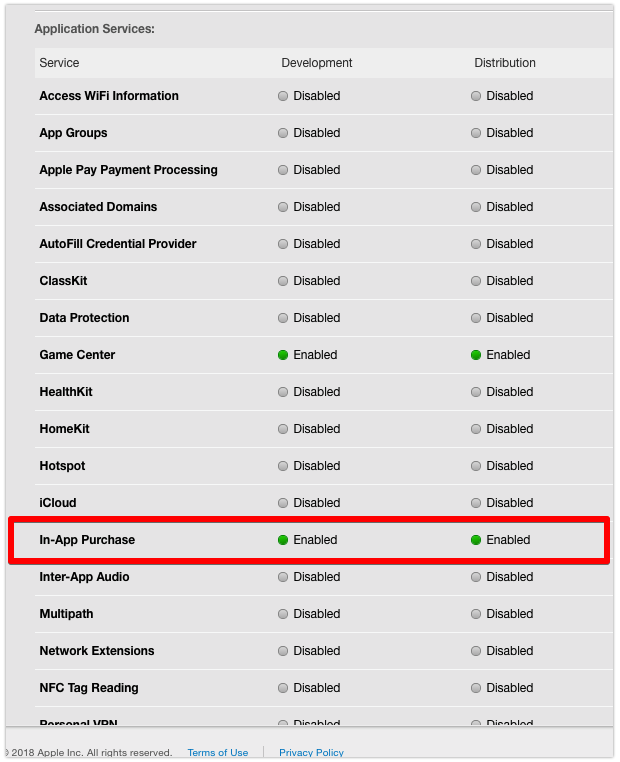 Application Services:
Service Development Distribution
Access WiFi Information Disabled Disabled
App Groups Disabled Disabled
Apple Pay Payment Processing Disabled Disabled
Associated Domains Disabled Disabled
AutoFill Credential Provider Disabled Disabled
ClassKit Disabled Disabled
Data Protection Disabled Disabled
Game Center Enabled Enabled
HealthKit Disabled Disabled
HomeKit Disabled Disabled
Hotspot Disabled Disabled
iCloud Disabled Disabled
In-App Purchase Enabled Enabled
Inter-App Audio Disabled Disabled
Multipath Disabled Disabled
Network Extensions Disabled Disabled
NFC Tag Reading Disabled Disabled
Personal VPN Disabled Disabled
© 2018 Apple Inc. All rights reserved. Terms of Use Privacy Policy